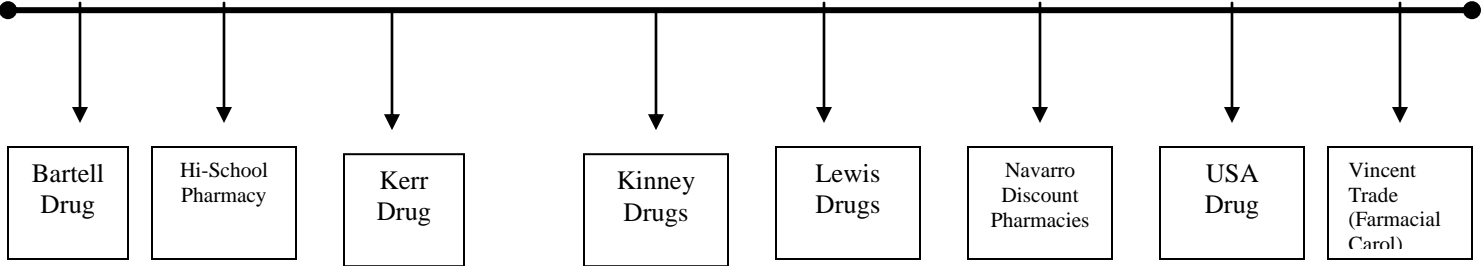 Bartell
Drug
Hi-School
Pharmacy
Kerr
Drug
Kinney
Drugs
Lewis
Drugs
Navarro
Discount
Pharmacies
USA
Drug
Vincent
Trade
(Farmacial
Carol)